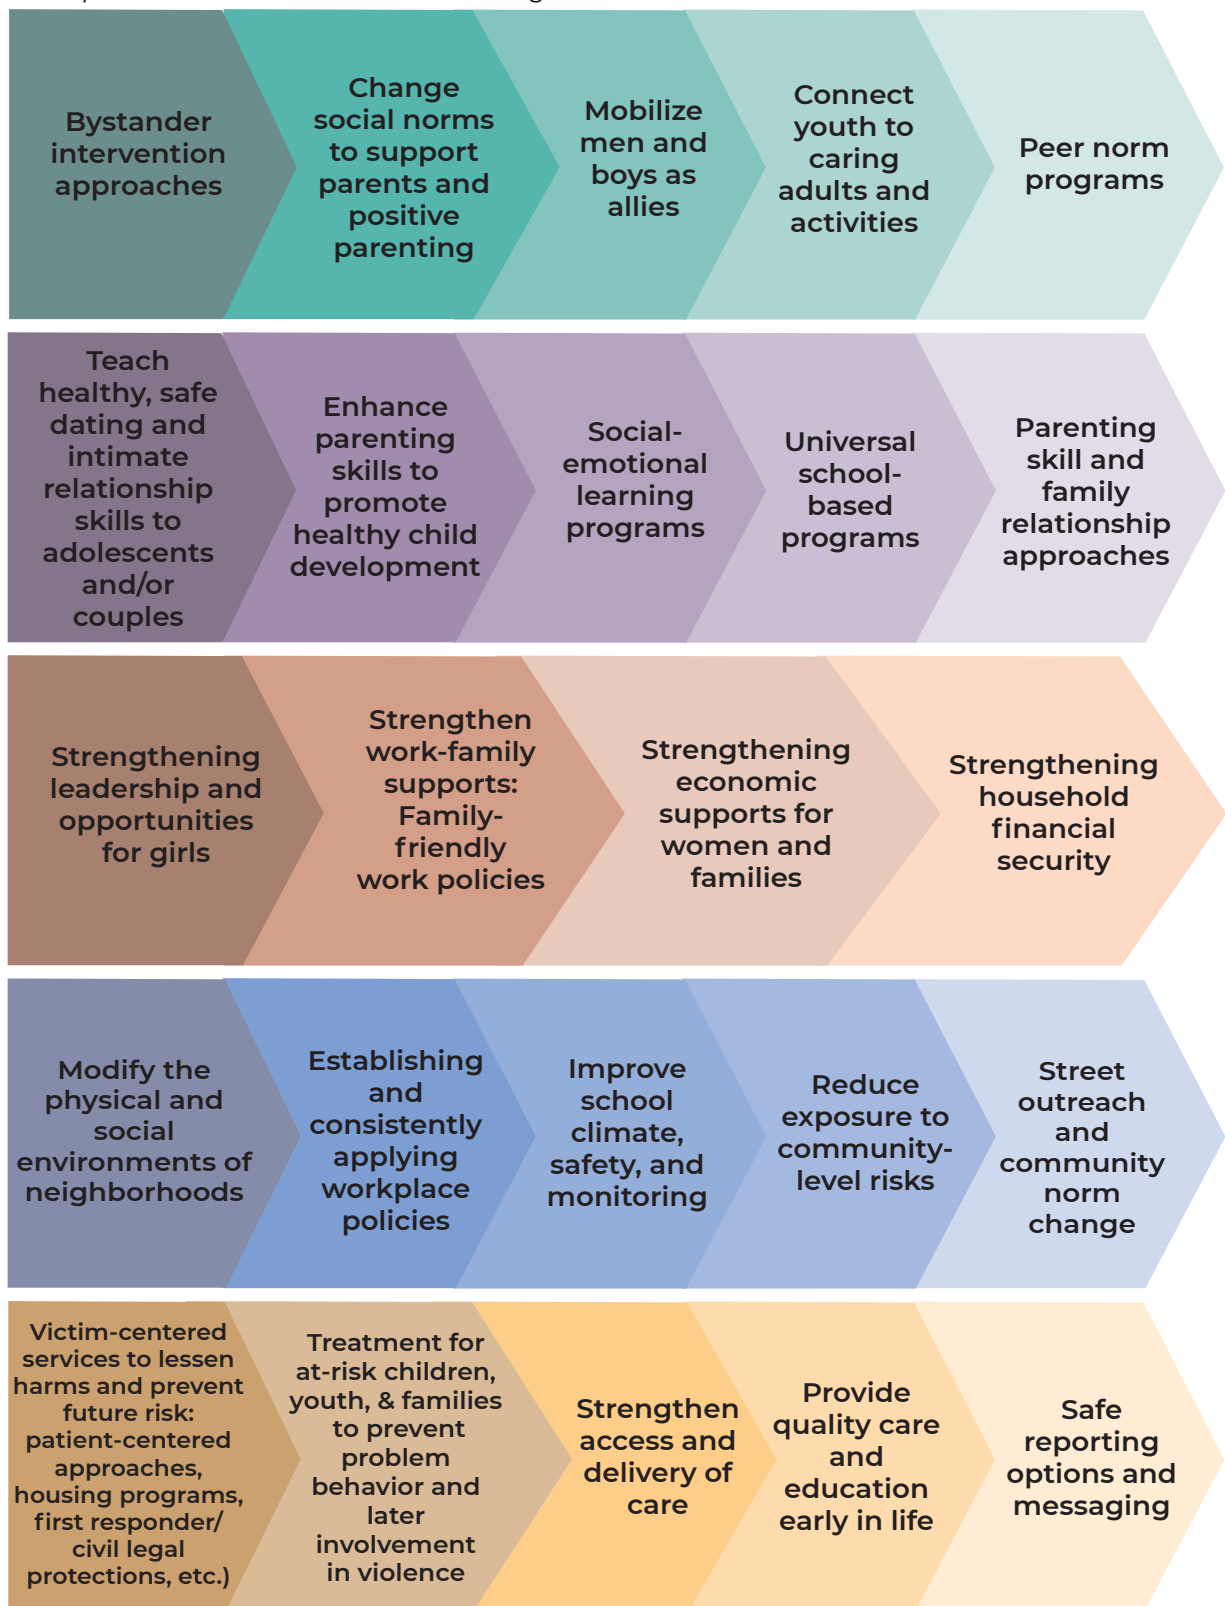 Bystander
intervention
approaches
Change
social norms
to support
parents and
positive
parenting
Mobilize
men and
boys as
allies
Connect
youth to
caring
adults and
activities
Peer norm
programs
Teach
healthy, safe
dating and
intimate
relationship
skills to
adolescents
and/or
couples
Enhance
parenting
skills to
promote
healthy child
development
Social-
emotional
learning
programs
Universal
school-
based
programs
Parenting
skill and
family
relationship
approaches
Strengthening
leadership and
opportunities
for girls
Strengthen
work-family
supports:
Family-
friendly
work policies
Strengthening
economic
supports for
women and
families
Strengthening
household
financial
security
Modify the
physical and
social
environments of
neighborhoods
Establishing
and
consistently
applying
workplace
policies
Improve
school
climate,
safety, and
monitoring
Reduce
exposure to
community-
level risks
Street
outreach
and
community
norm
change
Victim-centered
services to lessen
harms and prevent
future risk:
patient-centered
approaches,
housing programs,
first responder/
civil legal
protections, etc.)
Treatment for
at-risk children,
youth, & families
to prevent
problem
behavior and
later
involvement
in violence
Strengthen
access and
delivery of
care
Provide
quality care
and
education
early in life
Safe
reporting
options and
messaging